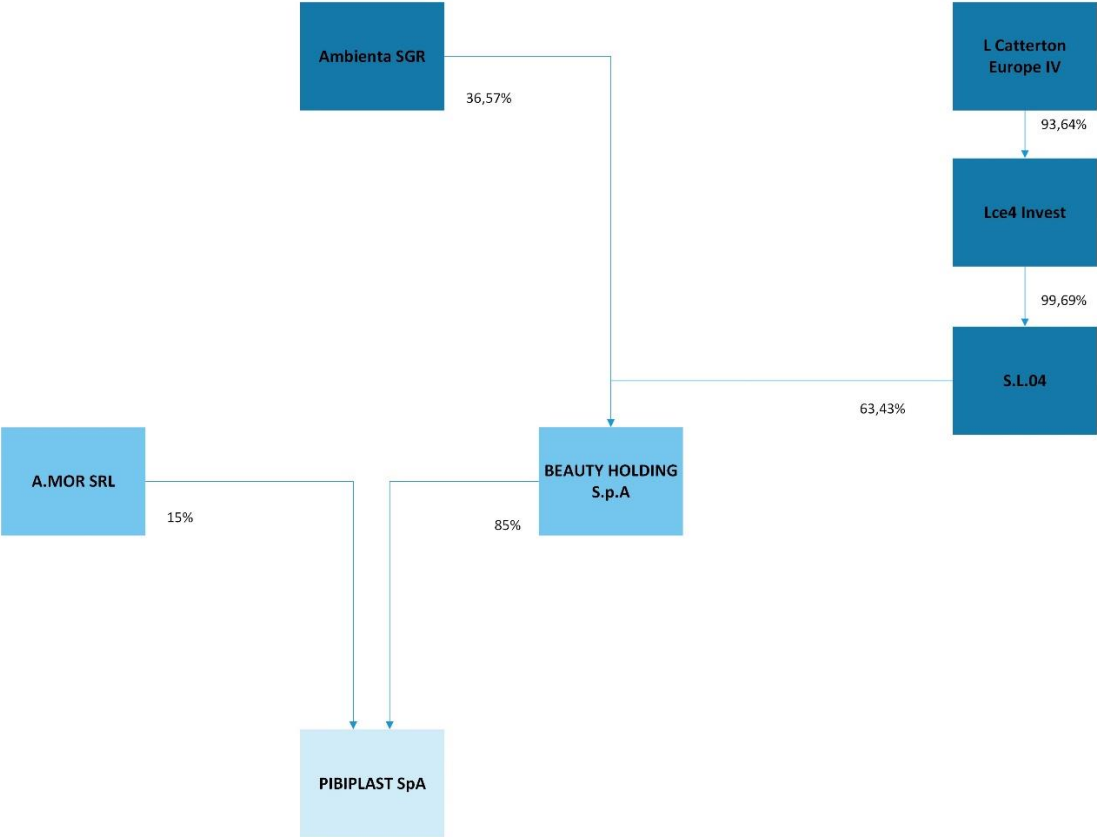 Ambienta SGR
L Catterton
Europe IV
36,57%
93,64%
Lce4 Invest
99,69%
S.L.04
63,43%
A.MOR SRL
BEAUTY HOLDING
S.p.A
15%
85%
PIBIPLAST SpA